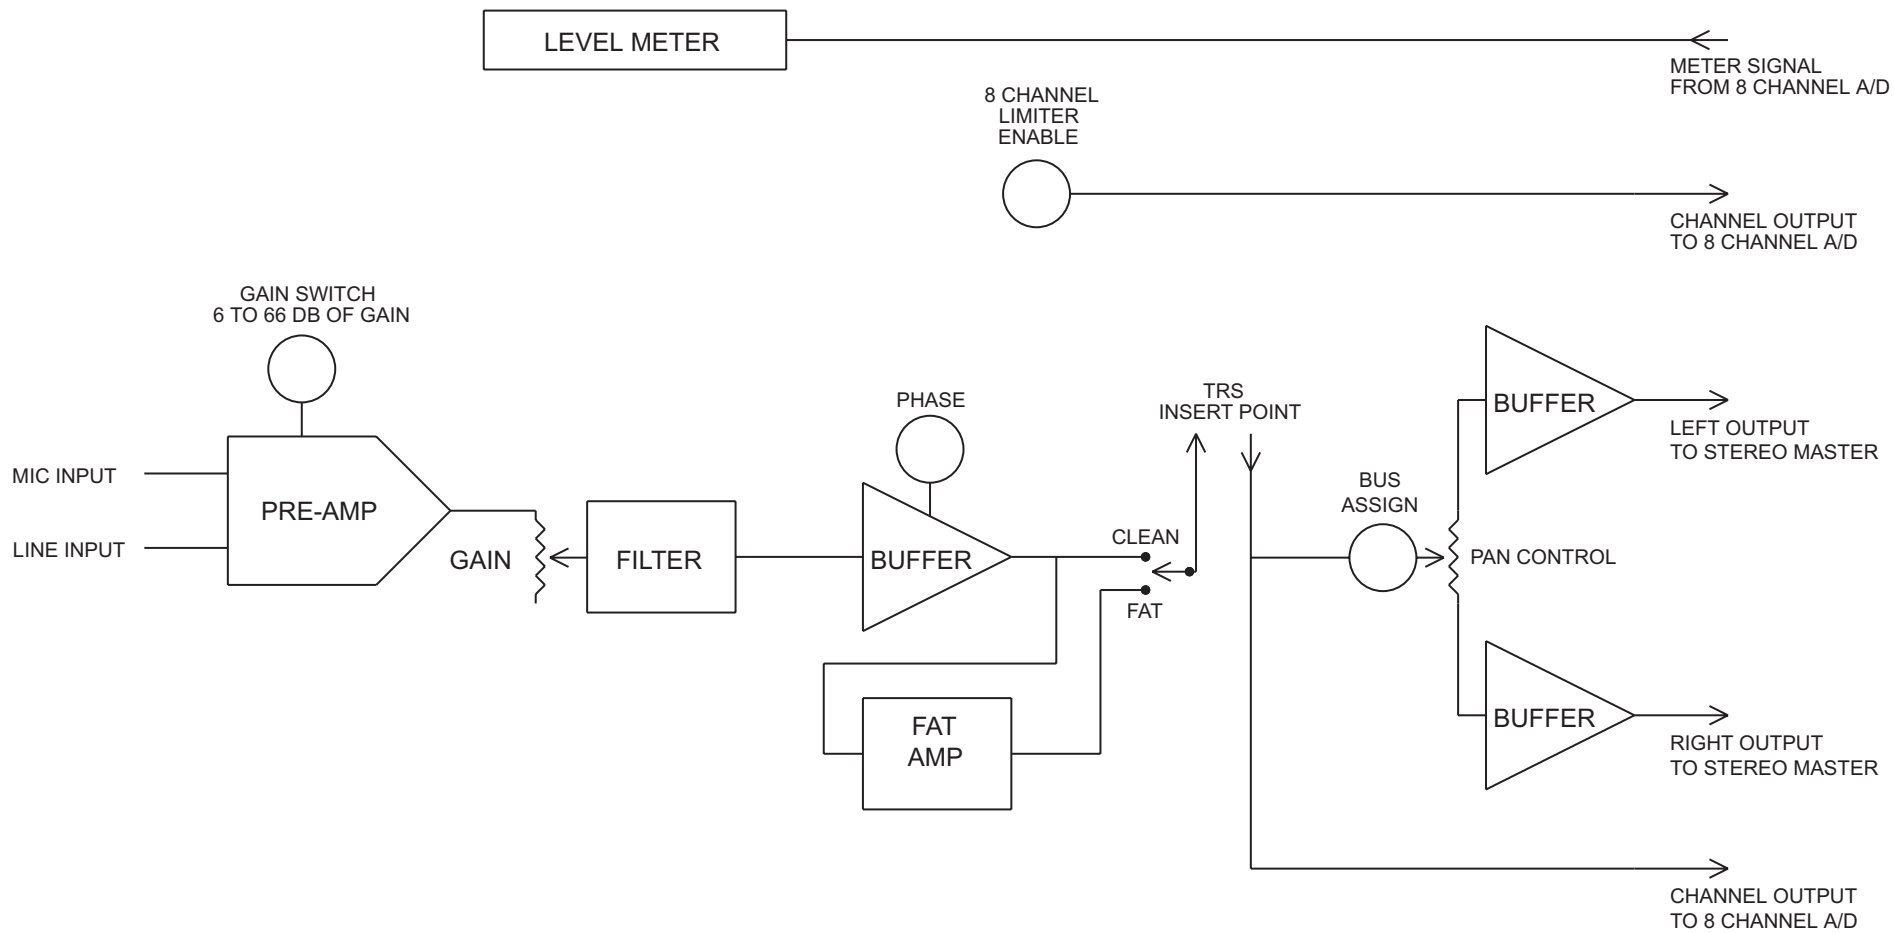 LEVEL METER
METER SIGNAL
FROM 8 CHANNEL A/D
8 CHANNEL
LIMITER
ENABLE
CHANNEL OUTPUT
TO 8 CHANNEL A/D
GAIN SWITCH
6 TO 66 DB OF GAIN
MIC INPUT
LINE INPUT
PRE-AMP
GAIN
FILTER
PHASE
BUFFER
CLEAN
FAT
FAT
AMP
TRS
INSERT POINT
BUS
ASSIGN
PAN CONTROL
BUFFER
LEFT OUTPUT
TO STEREO MASTER
BUFFER
RIGHT OUTPUT
TO STEREO MASTER
CHANNEL OUTPUT
TO 8 CHANNEL A/D